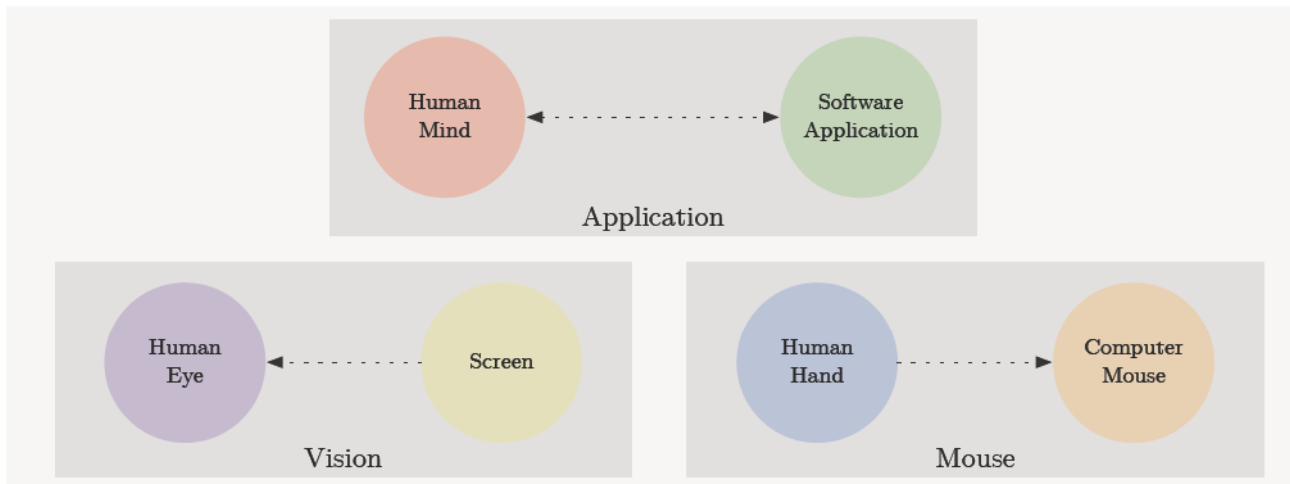 Human
Mind
Software
Application
Application
Human
Eye
Screen
Vision
Human
Hand
Computer
Mouse
Mouse